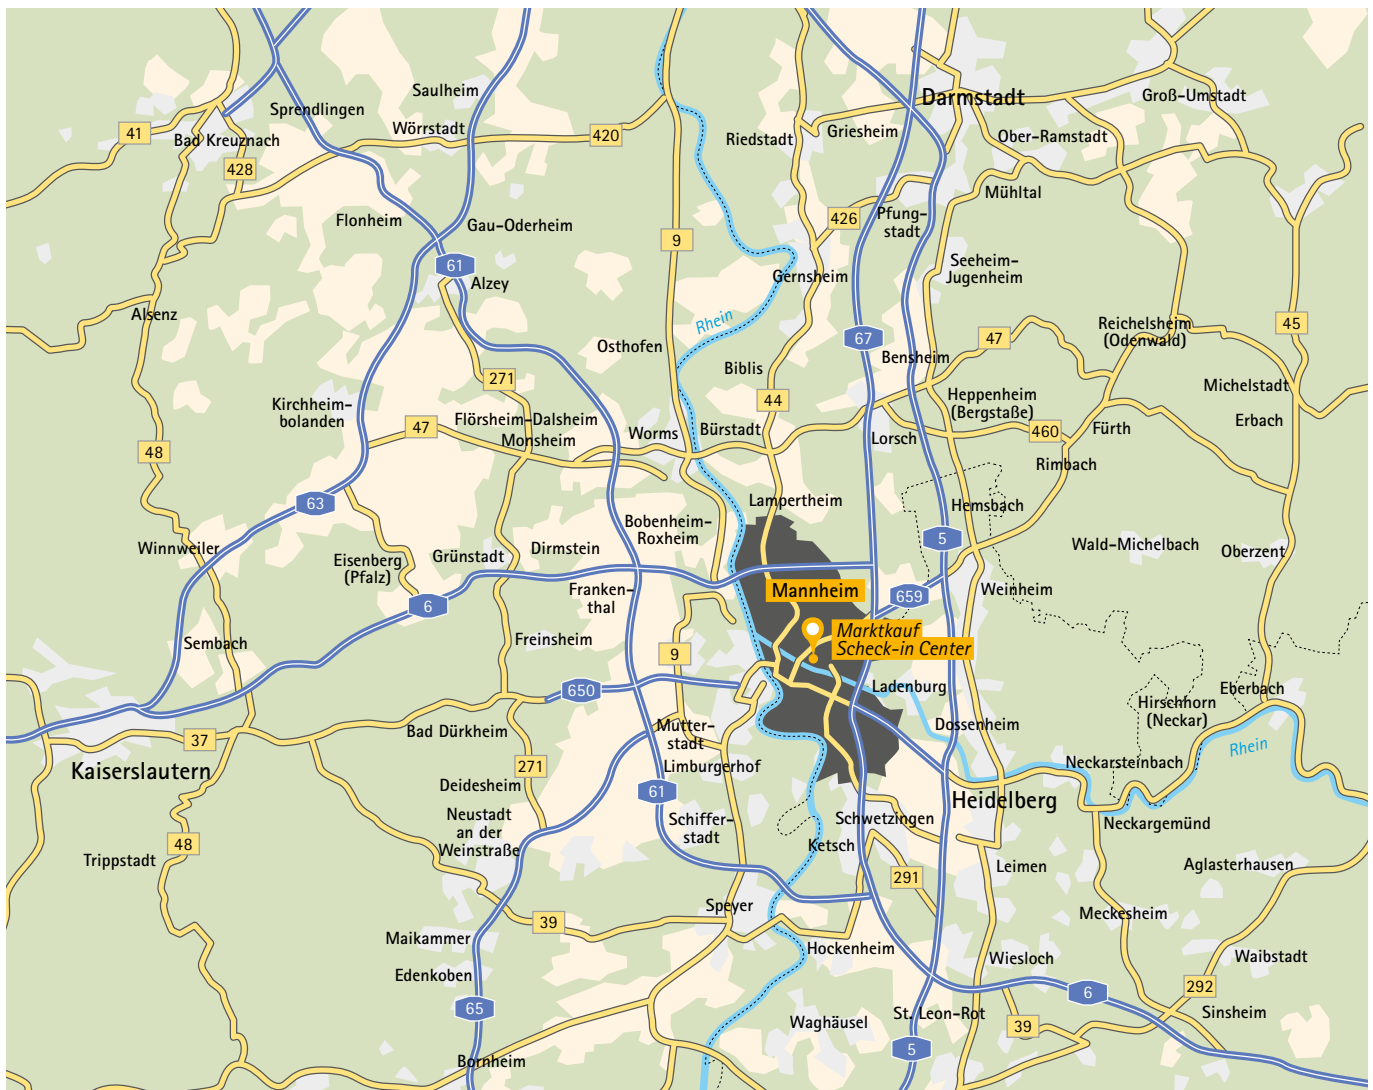 Saulheim
Sprendlingen
Darmstadt
Groß-Umstadt
Wörrstadt
41
Bad Kreuznach
420
Riedstadt
Griesheim
Ober-Ramstadt
428
Mühltal
Flonheim
Gau-Oderheim
9
426
Pfung-
stadt
61
Alzey
Gernsheim
Seeheim-
Jugenheim
Alsenz
Rhein
Osthofen
67
47
Reichelsheim
(Odenwald)
45
Biblis
Bensheim
271
Michelstadt
Kirchheim-
bolanden
44
Heppenheim
(Bergstaße)
Erbach
47
Flörsheim-Dalsheim
Monsheim
Worms
Bürstadt
Lorsch
460
Fürth
48
Rimbach
63
Lampertheim
Hemsbach
Bobenheim-
Roxheim
Winnweiler
Eisenberg
(Pfalz)
Grünstadt
Dirmstein
5
Wald-Michelbach
Oberzent
6
Franken-
thal
Mannheim
659
Weinheim
Sembach
Freinsheim
9
Marktkauf
Scheck-in Center
650
Ladenburg
Eberbach
Hirschhorn
(Neckar)
37
Bad Dürkheim
Mutter-
stadt
Dossenheim
Rhein
Kaiserslautern
271
Limburgerhof
Neckarsteinbach
Deidesheim
61
Heidelberg
Neustadt
an der
Weinstraße
Schiffer-
stadt
Schwetzingen
Neckargemünd
48
Ketsch
Trippstadt
Leimen
Aglasterhausen
291
Speyer
Meckesheim
39
Maikammer
Hockenheim
Wiesloch
Waibstadt
Edenkoben
292
65
6
Waghäusel
St. Leon-Rot
39
Sinsheim
5
Bornheim